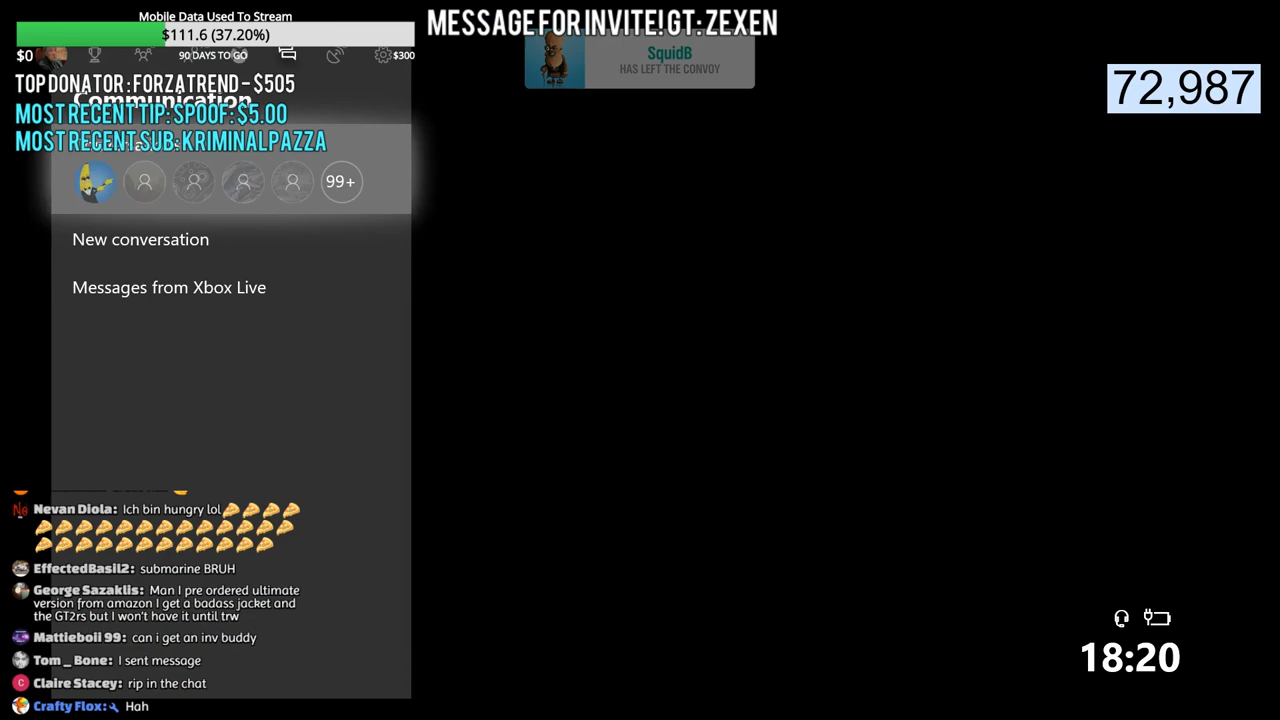 Mobile Data Used To Stream
$111.6 (37.20%)
$0
90 DAYS TO GO
$300
MESSAGE FOR INVITE! GT: ZEXEN
SquidB
HAS LEFT THE CONVOY
72,987
TOP DONATOR: FORZATREND - $505
Communication
MOST RECENT TIP: SPOOF: $5.00
MOST RECENT SUB: KRIMINALPAZZA
99+
New conversation
Messages from Xbox Live
Nevan Diola: Ich bin hungry lol
EffectedBasil2: submarine BRUH
George Sazaklis: Man I pre ordered ultimate
version from amazon I get a badass jacket and
the GT2rs but I won't have it until trw
Mattieboii 99: can i get an inv buddy
Tom_Bone: I sent message
Claire Stacey: rip in the chat
Crafty Flox: Hah
18:20